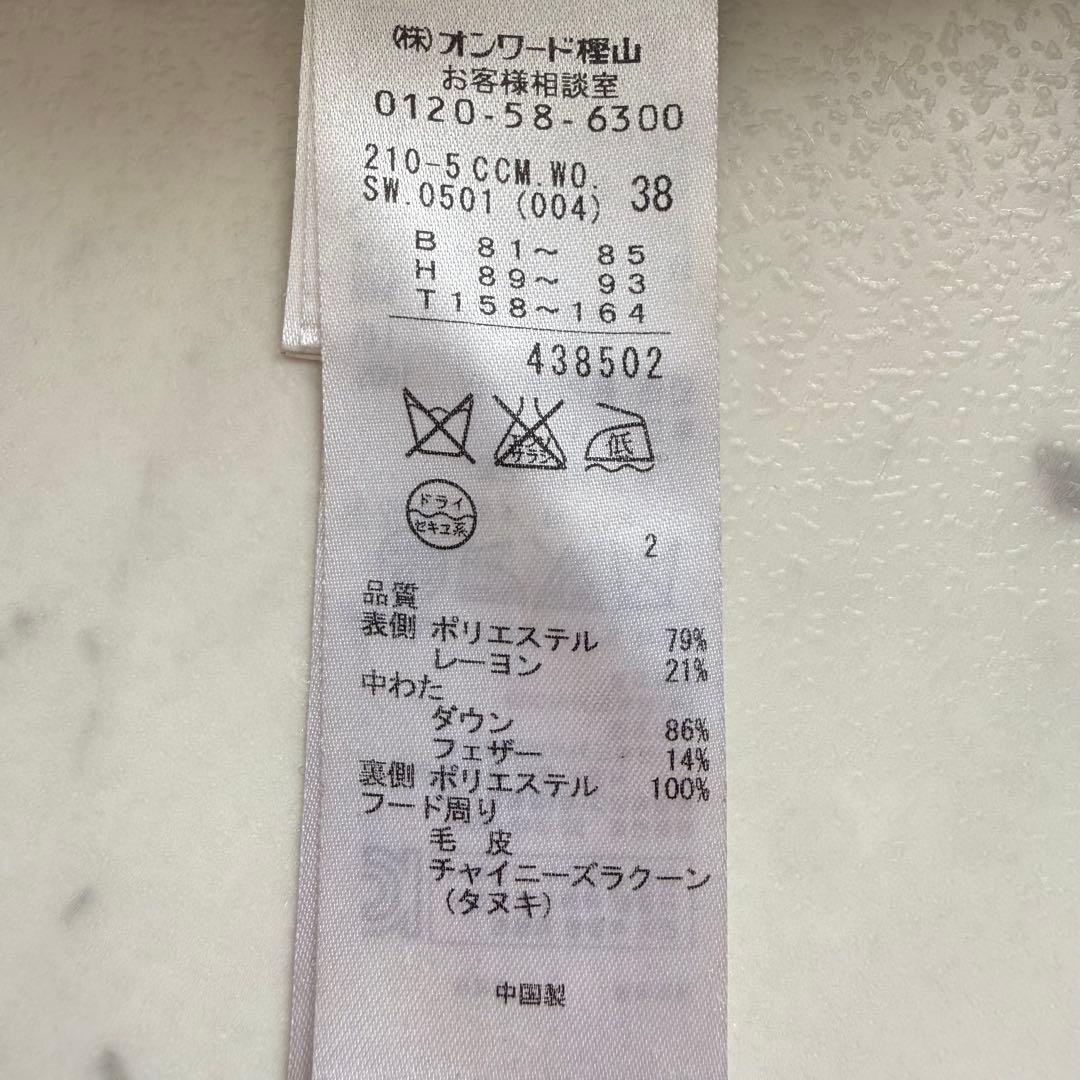 (株)オンワード樫山
お客様相談室
0120-58-6300
210-5 CCM.WO.
SW.0501 (004) 38
B 81〜 85
H 89〜 93
T 158〜164
438502
低
ドライ
セキユ系
2
品質
表側 ポリエステル 79%
レーヨン 21%
中わた
ダウン 86%
フェザー 14%
裏側 ポリエステル 100%
フード周り
毛 皮
チャイニーズラクーン
(タヌキ)
中国製